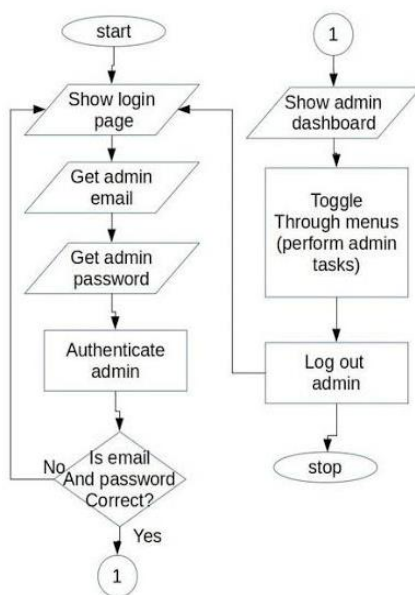 start
Show login
page
Get admin
email
Get admin
password
Authenticate
admin
Is email
And password
Correct?
No
Yes
1
1
Show admin
dashboard
Toggle
Through menus
(perform admin
tasks)
Log out
admin
stop